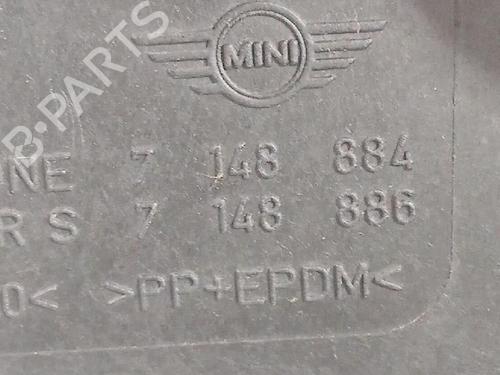 MINI
B-PARTS
NE 7 148 884
R S 7 148 886
0< >PP+EPDM<